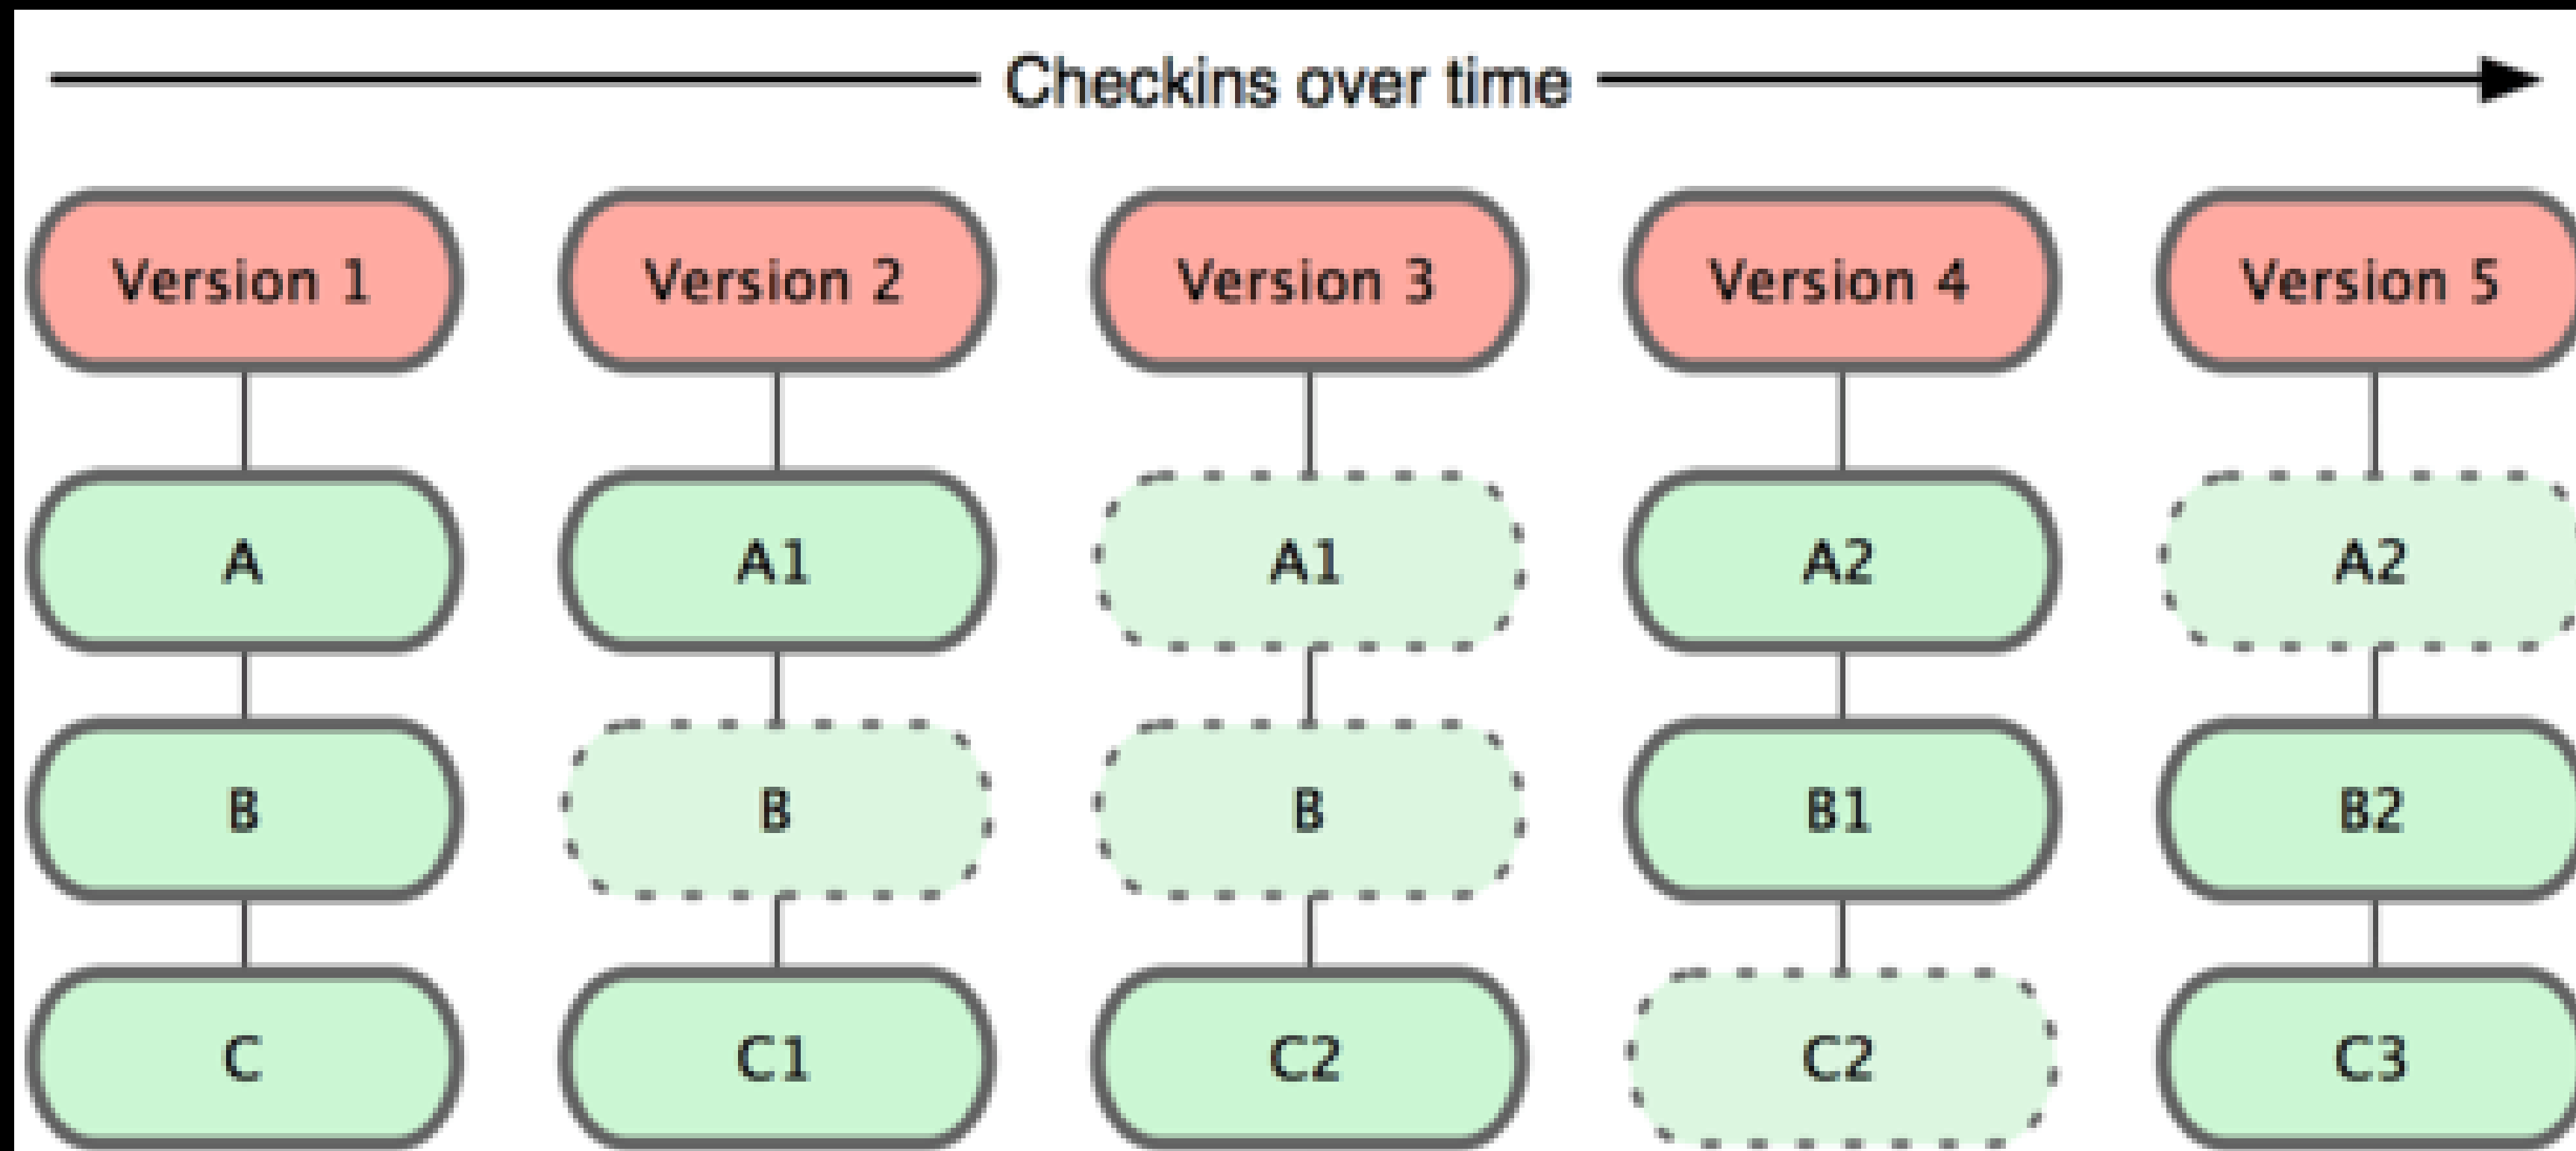 Checkins over time
Version 1 Version 2 Version 3 Version 4 Version 5
A A1 A1 A2 A2
B B B B1 B2
C C1 C2 C2 C3